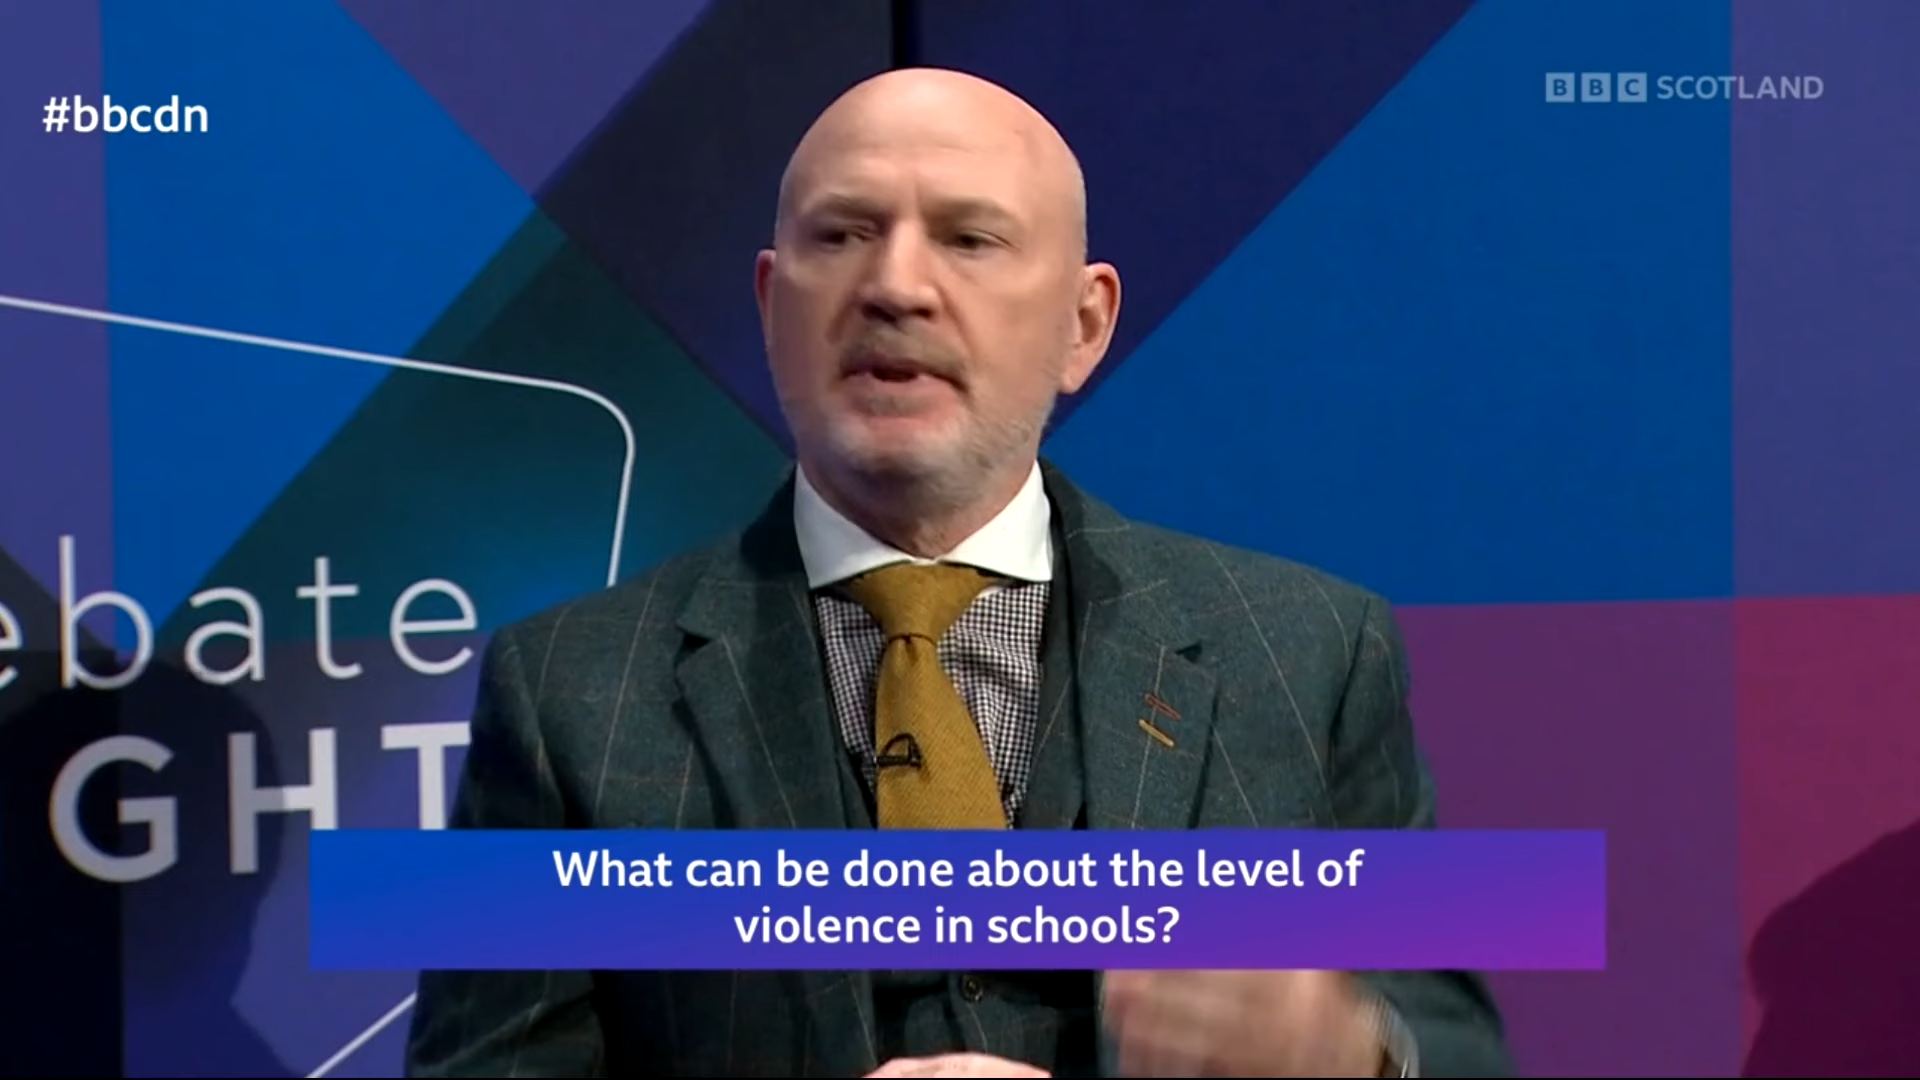 #bbcdn
BBC SCOTLAND
ebate
GHT
What can be done about the level of
violence in schools?